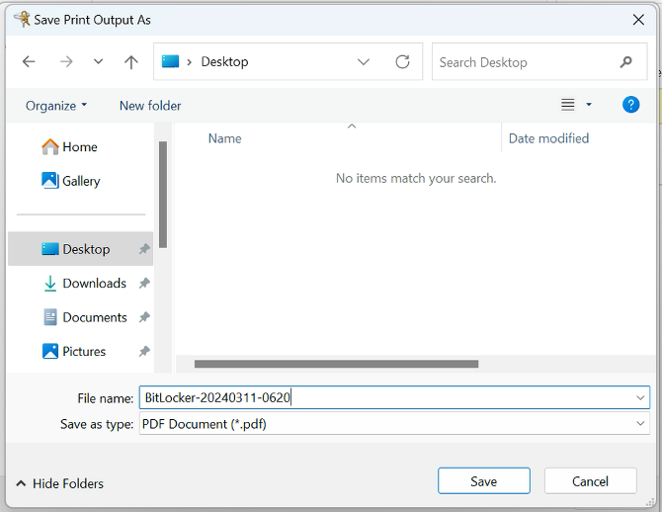 Save Print Output As
Desktop
Search Desktop
Organize
New folder
?
Name
Date modified
No items match your search.
Home
Gallery
Desktop
Downloads
Documents
Pictures
File name: BitLocker-20240311-0620
Save as type: PDF Document (*.pdf)
Hide Folders
Save
Cancel